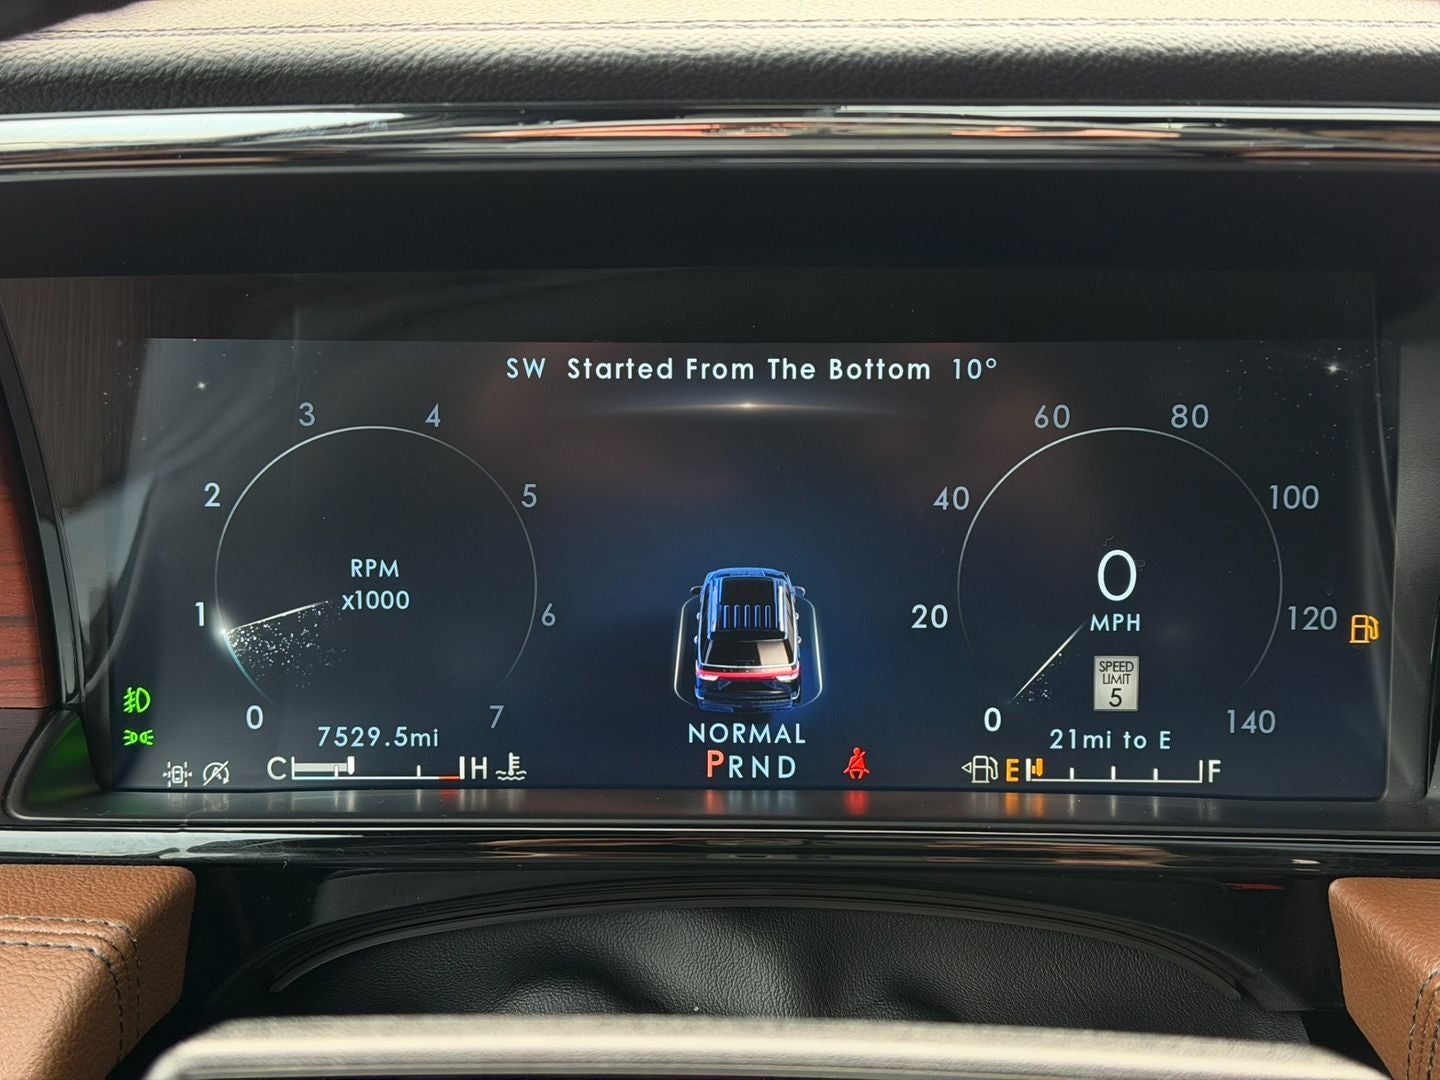 SW Started From The Bottom 10°
3 4
2 5
1 6
0 7
RPM
x1000
7529.5mi
C H
NORMAL
PRND
60 80
40 100
20 120
0 140
0
MPH
SPEED
LIMIT
5
21mi to E
E F